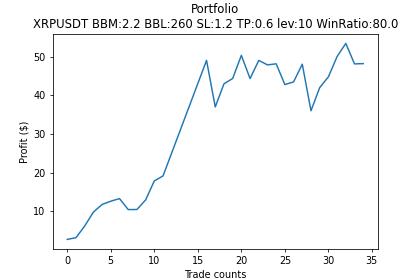 Portfolio
XRPUSDT BBM:2.2 BBL:260 SL:1.2 TP:0.6 lev:10 WinRatio:80.0
50
40
30
20
10
Profit ($)
0 5 10 15 20 25 30 35
Trade counts